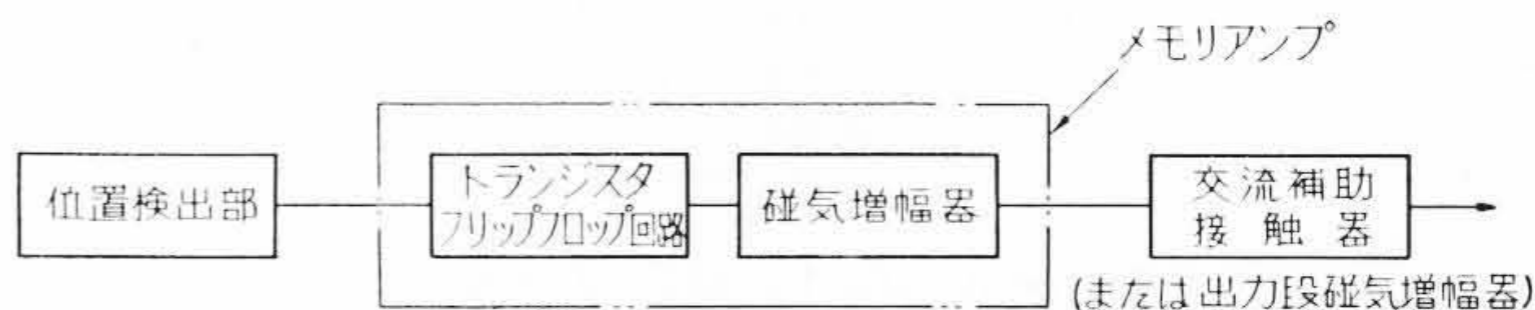 メモリアンプ
位置検出部
トランジスタ
フリップフロップ回路
磁気増幅器
交流補助
接触器
(または出力段磁気増幅器)